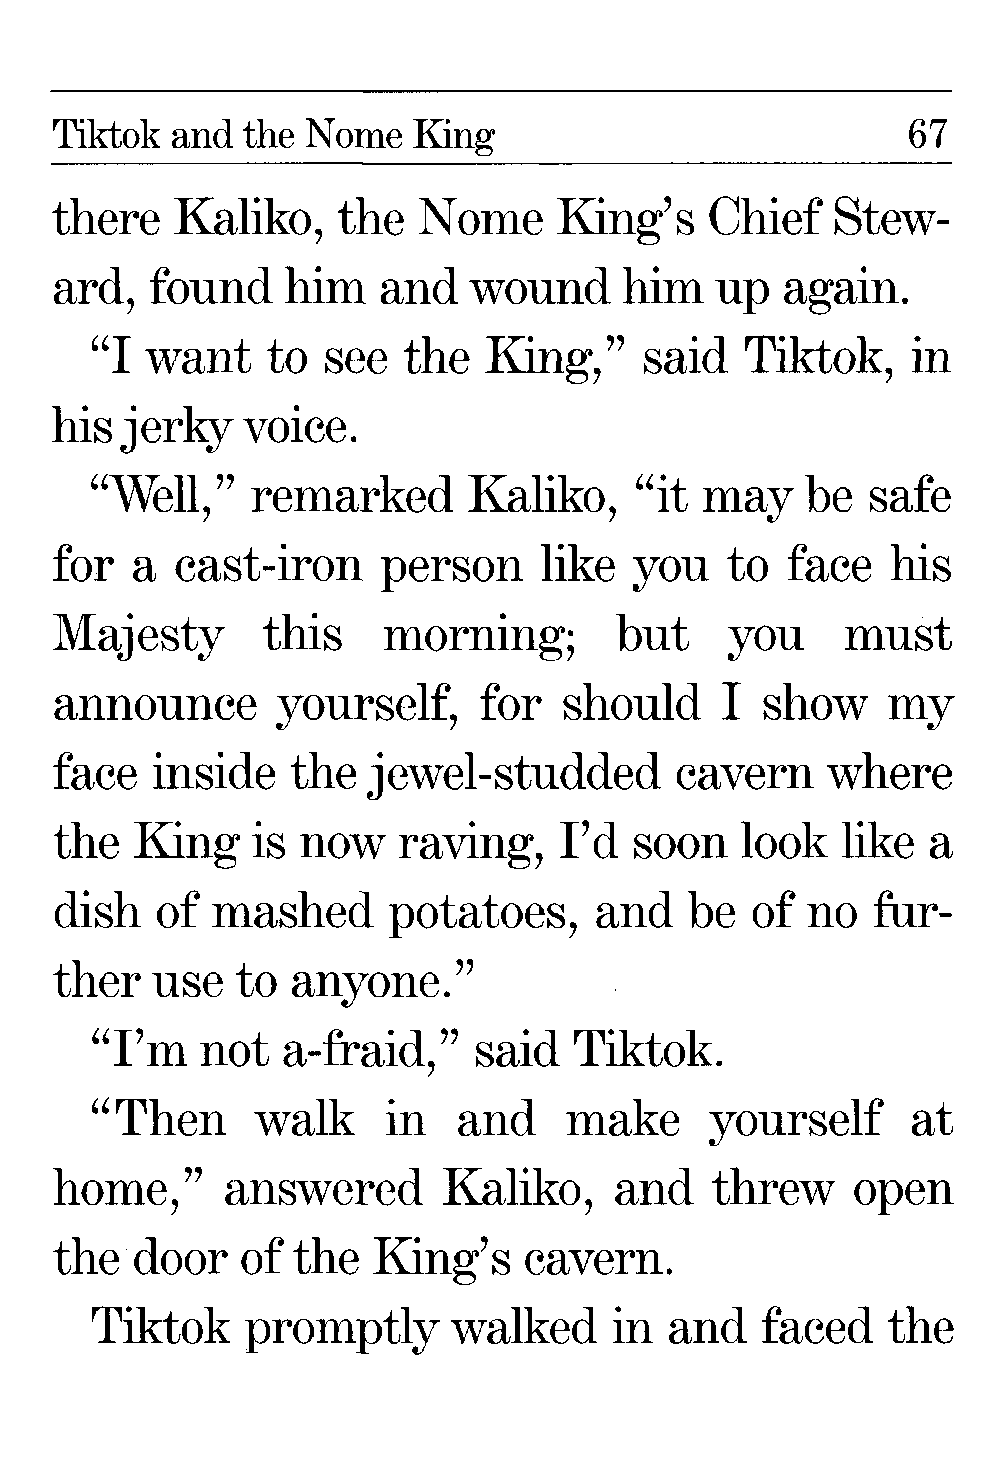 Tiktok and the Nome King 67
there Kaliko, the Nome King’s Chief Stew-
ard, found him and wound him up again.
“I want to see the King,” said Tiktok, in
his jerky voice.
“Well,” remarked Kaliko, “it may be safe
for a cast-iron person like you to face his
Majesty this morning; but you must
announce yourself, for should I show my
face inside the jewel-studded cavern where
the King is now raving, I’d soon look like a
dish of mashed potatoes, and be of no fur-
ther use to anyone.”
“I’m not a-fraid,” said Tiktok.
“Then walk in and make yourself at
home,” answered Kaliko, and threw open
the door of the King’s cavern.
Tiktok promptly walked in and faced the